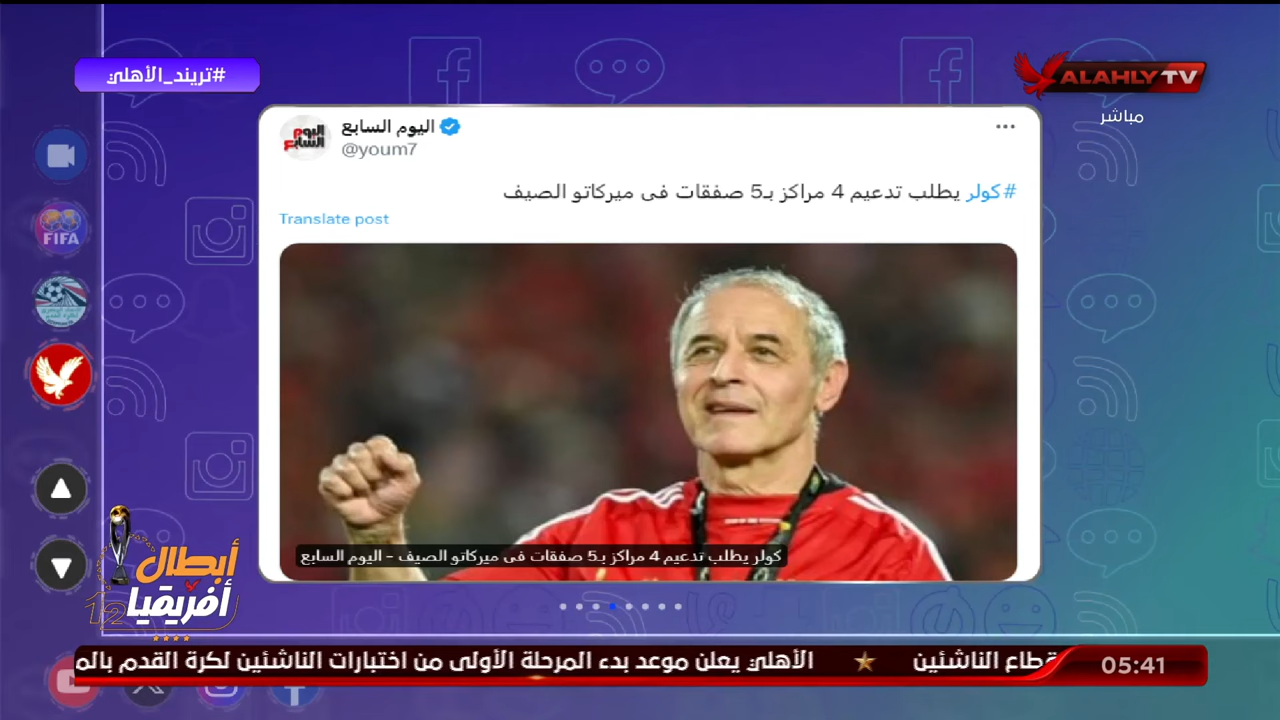 #تريند_الأهلي
ALAHLY TV
مباشر
اليوم السابع
@youm7
#كولر يطلب تدعيم 4 مراكز بـ5 صفقات فى ميركاتو الصيف
Translate post
FIFA
كولر يطلب تدعيم 4 مراكز بـ5 صفقات فى ميركاتو الصيف - اليوم السابع
أبطال
أفريقيا
12
قطاع الناشئين
الأهلي يعلن موعد بدء المرحلة الأولى من اختبارات الناشئين لكرة القدم
05:41